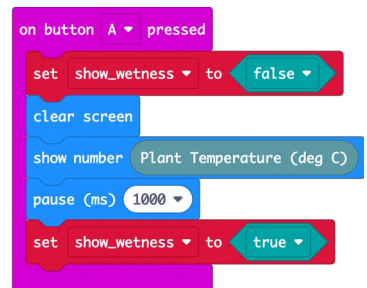 on button A pressed
set show_wetness to false
clear screen
show number Plant Temperature (deg C)
pause (ms) 1000
set show_wetness to true